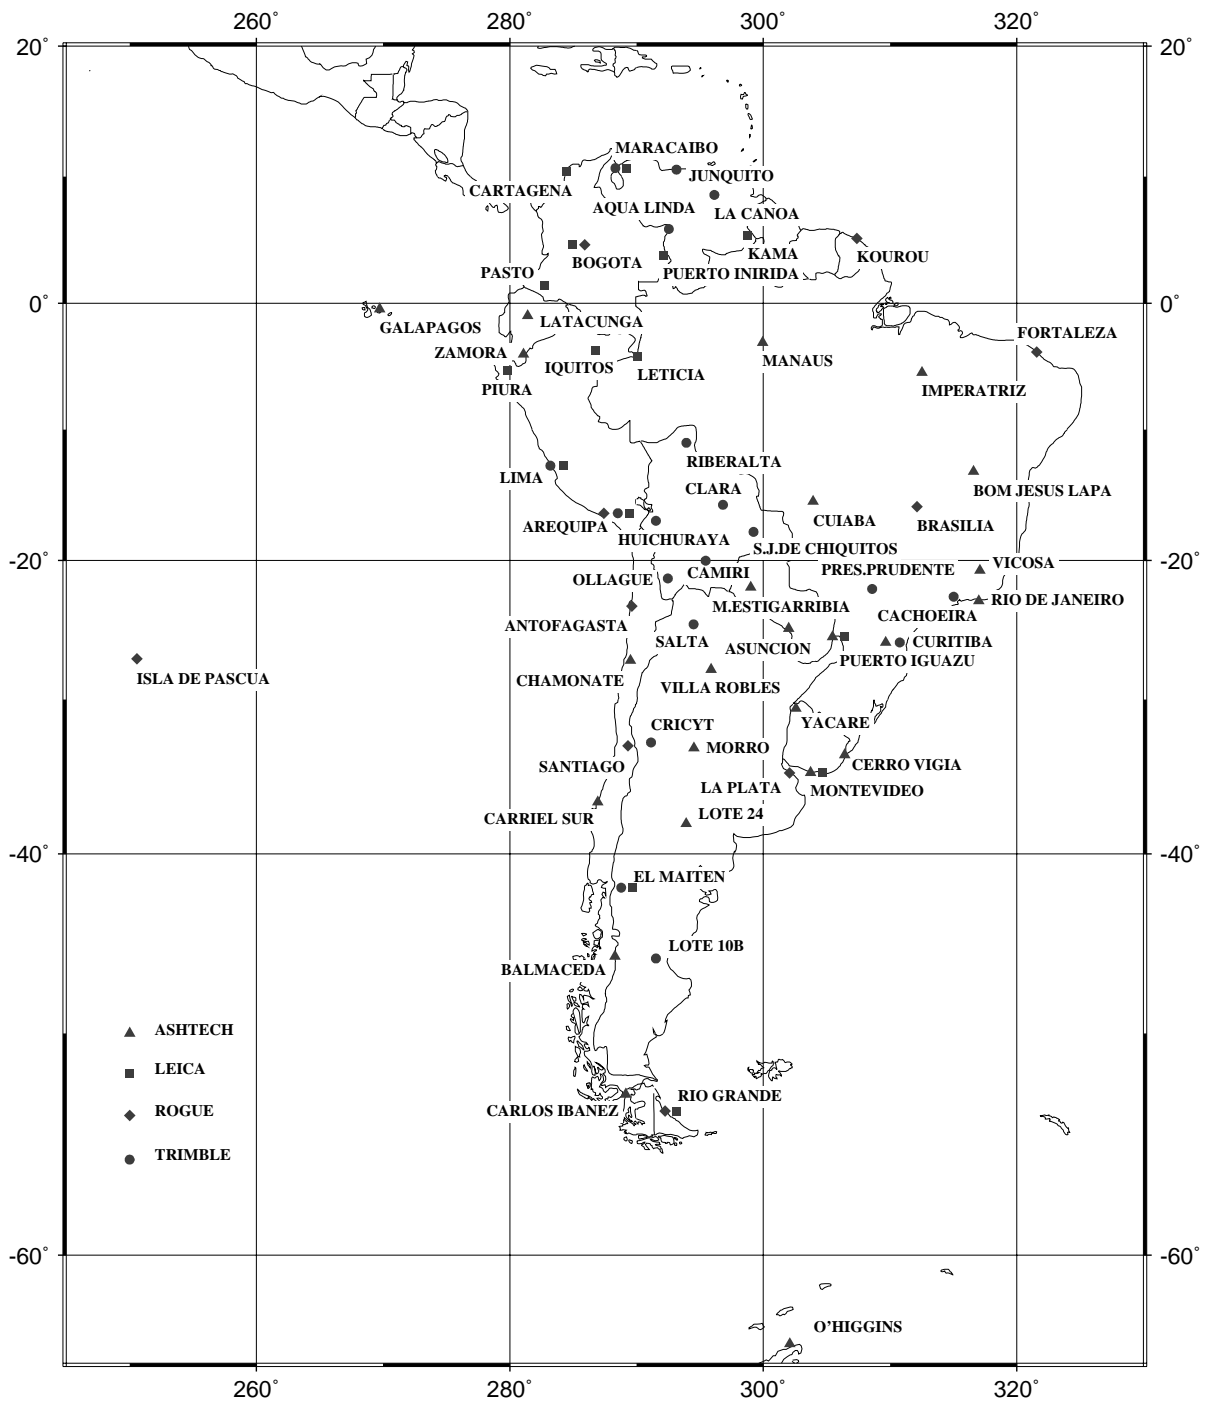 260° 280° 300° 320°
20° 20°
MARACAIBO
JUNQUITO
CARTAGENA
AQUA LINDA
LA CANOA
KAMA
KOUROU
BOGOTA
PASTO
PUERTO INIRIDA
0° 0°
LATACUNGA
GALAPAGOS
FORTALEZA
ZAMORA
MANAUS
IQUITOS
LETICIA
PIURA
IMPERATRIZ
RIBERALTA
LIMA
CLARA
BOM JESUS LAPA
CUIABA
AREQUIPA
BRASILIA
HUICHURAYA
S.J.DE CHIQUITOS
-20° -20°
VICOSA
PRES.PRUDENTE
CAMIRI
OLLAGUE
RIO DE JANEIRO
M.ESTIGARRIBIA
CACHOEIRA
ANTOFAGASTA
SALTA
CURITIBA
ASUNCION
PUERTO IGUAZU
ISLA DE PASCUA
CHAMONATE
VILLA ROBLES
YACARE
CRICYT
MORRO
SANTIAGO
CERRO VIGIA
LA PLATA
MONTEVIDEO
LOTE 24
CARRIEL SUR
-40° -40°
EL MAITEN
LOTE 10B
BALMACEDA
ASHTECH
LEICA
ROGUE
TRIMBLE
RIO GRANDE
CARLOS IBANEZ
-60° -60°
O'HIGGINS
260° 280° 300° 320°